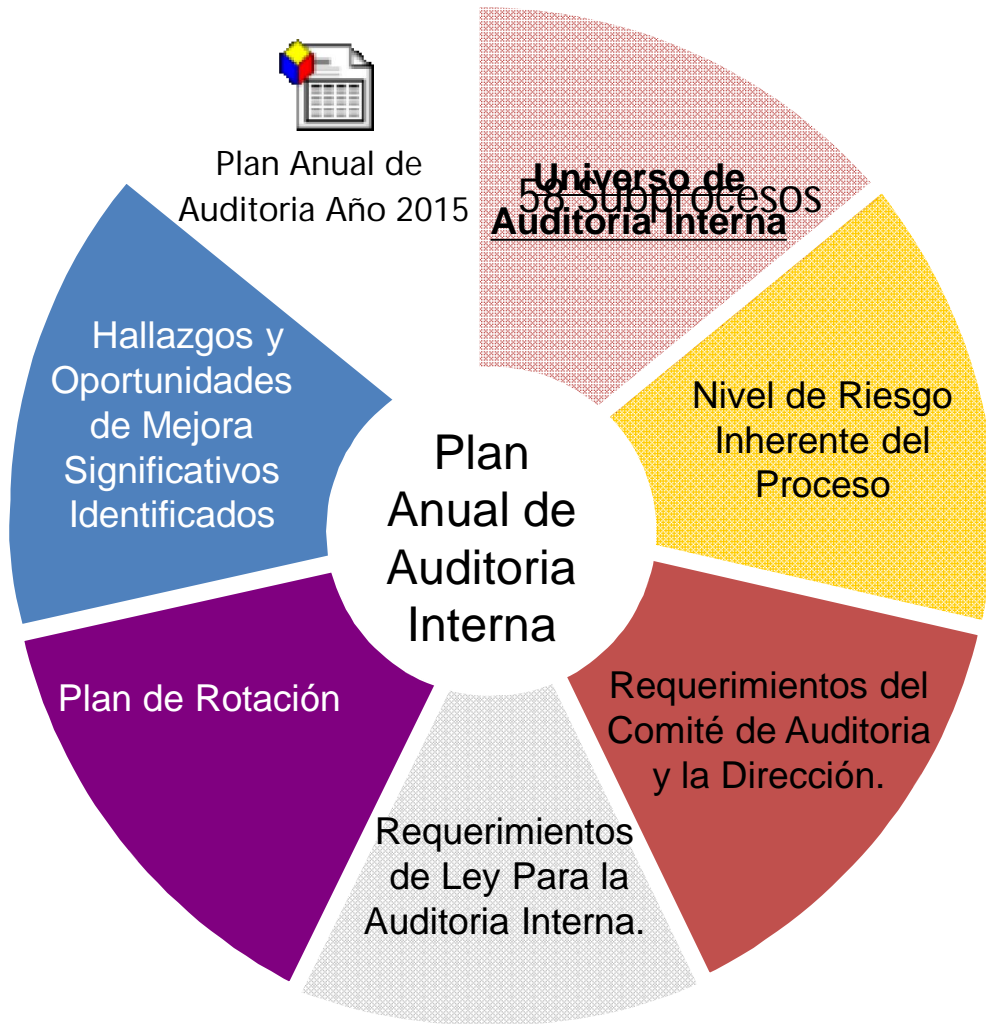 Plan Anual de
Auditoria Año 2015
Universo de
Auditoria Interna
58 Subprocesos
Nivel de Riesgo
Inherente del
Proceso
Requerimientos del
Comité de Auditoria
y la Dirección.
Requerimientos
de Ley Para la
Auditoria Interna.
Plan de Rotación
Hallazgos y
Oportunidades
de Mejora
Significativos
Identificados
Plan
Anual de
Auditoria
Interna